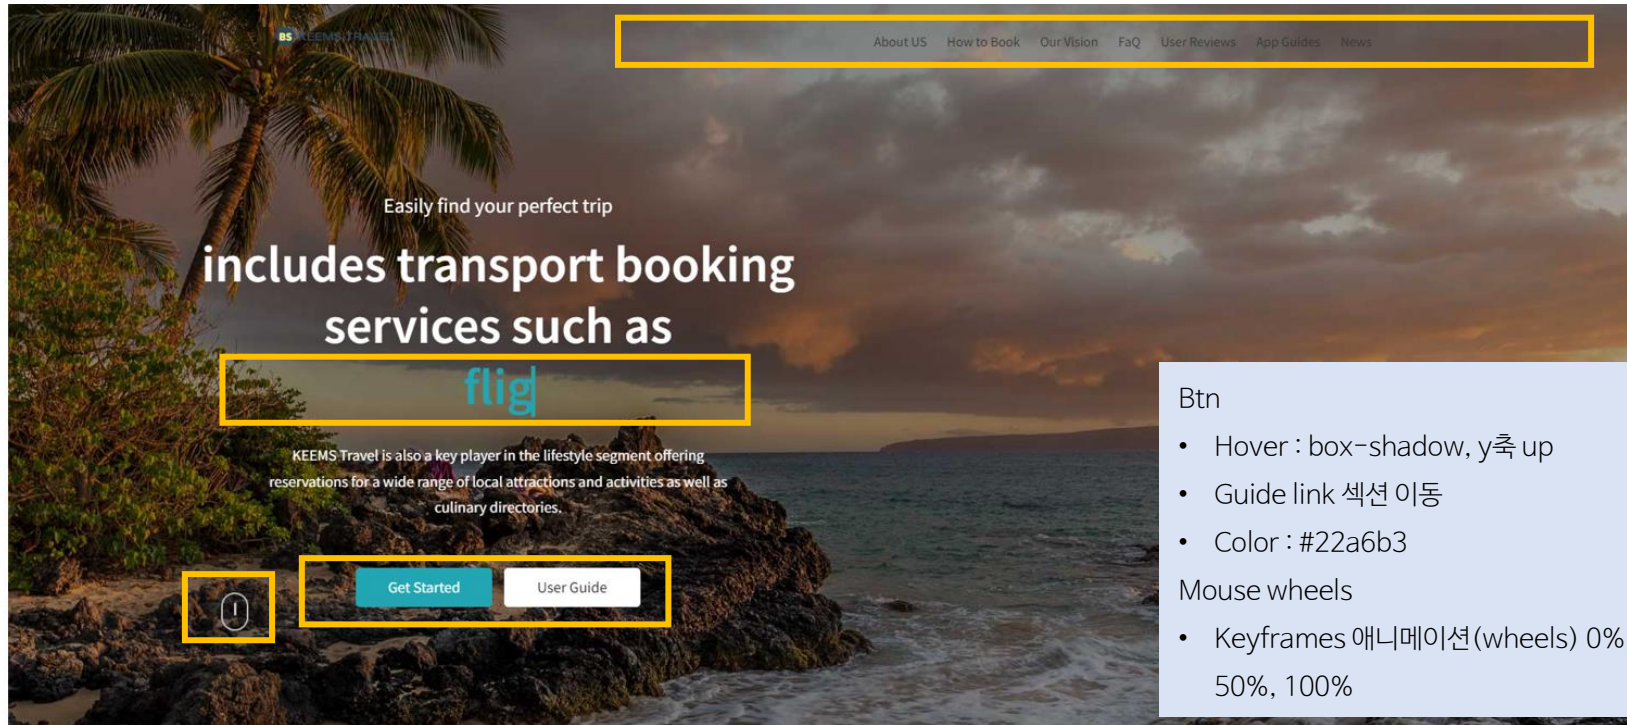 BS KEEMS TRAVEL
About US How to Book Our Vision FaQ User Reviews App Guides News
Easily find your perfect trip
includes transport booking
services such as
flig
KEEMS Travel is also a key player in the lifestyle segment offering
reservations for a wide range of local attractions and activities as well as
culinary directories.
Get Started User Guide
Btn
• Hover : box-shadow, y축 up
• Guide link 섹션 이동
• Color : #22a6b3
Mouse wheels
• Keyframes 애니메이션(wheels) 0%
50%, 100%